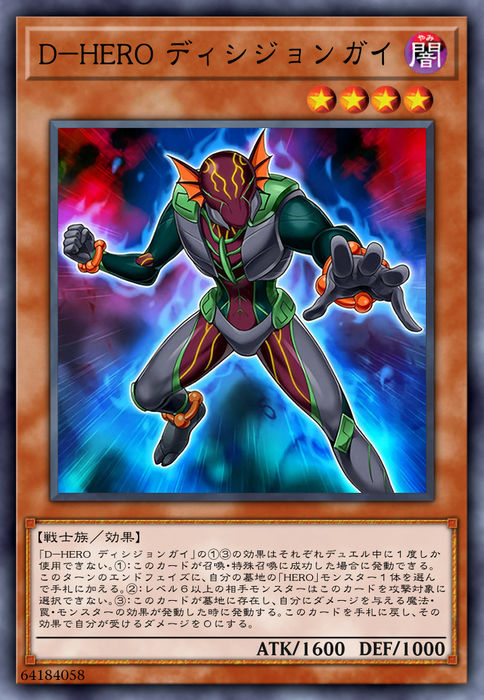 D-HERO ディシジョンガイ
やみ
闇
【戦士族／効果】
「D-HERO ディシジョンガイ」の①③の効果はそれぞれデュエル中に１度しか
使用できない。①：このカードが召喚・特殊召喚に成功した場合に発動できる。
このターンのエンドフェイズに、自分の墓地の「HERO」モンスター１体を選ん
で手札に加える。②：レベル６以上の相手モンスターはこのカードを攻撃対象に
選択できない。③：このカードが墓地に存在し、自分にダメージを与える魔法・
罠・モンスターの効果が発動した時に発動する。このカードを手札に戻し、その
効果で自分が受けるダメージを０にする。
ATK/1600 DEF/1000
64184058